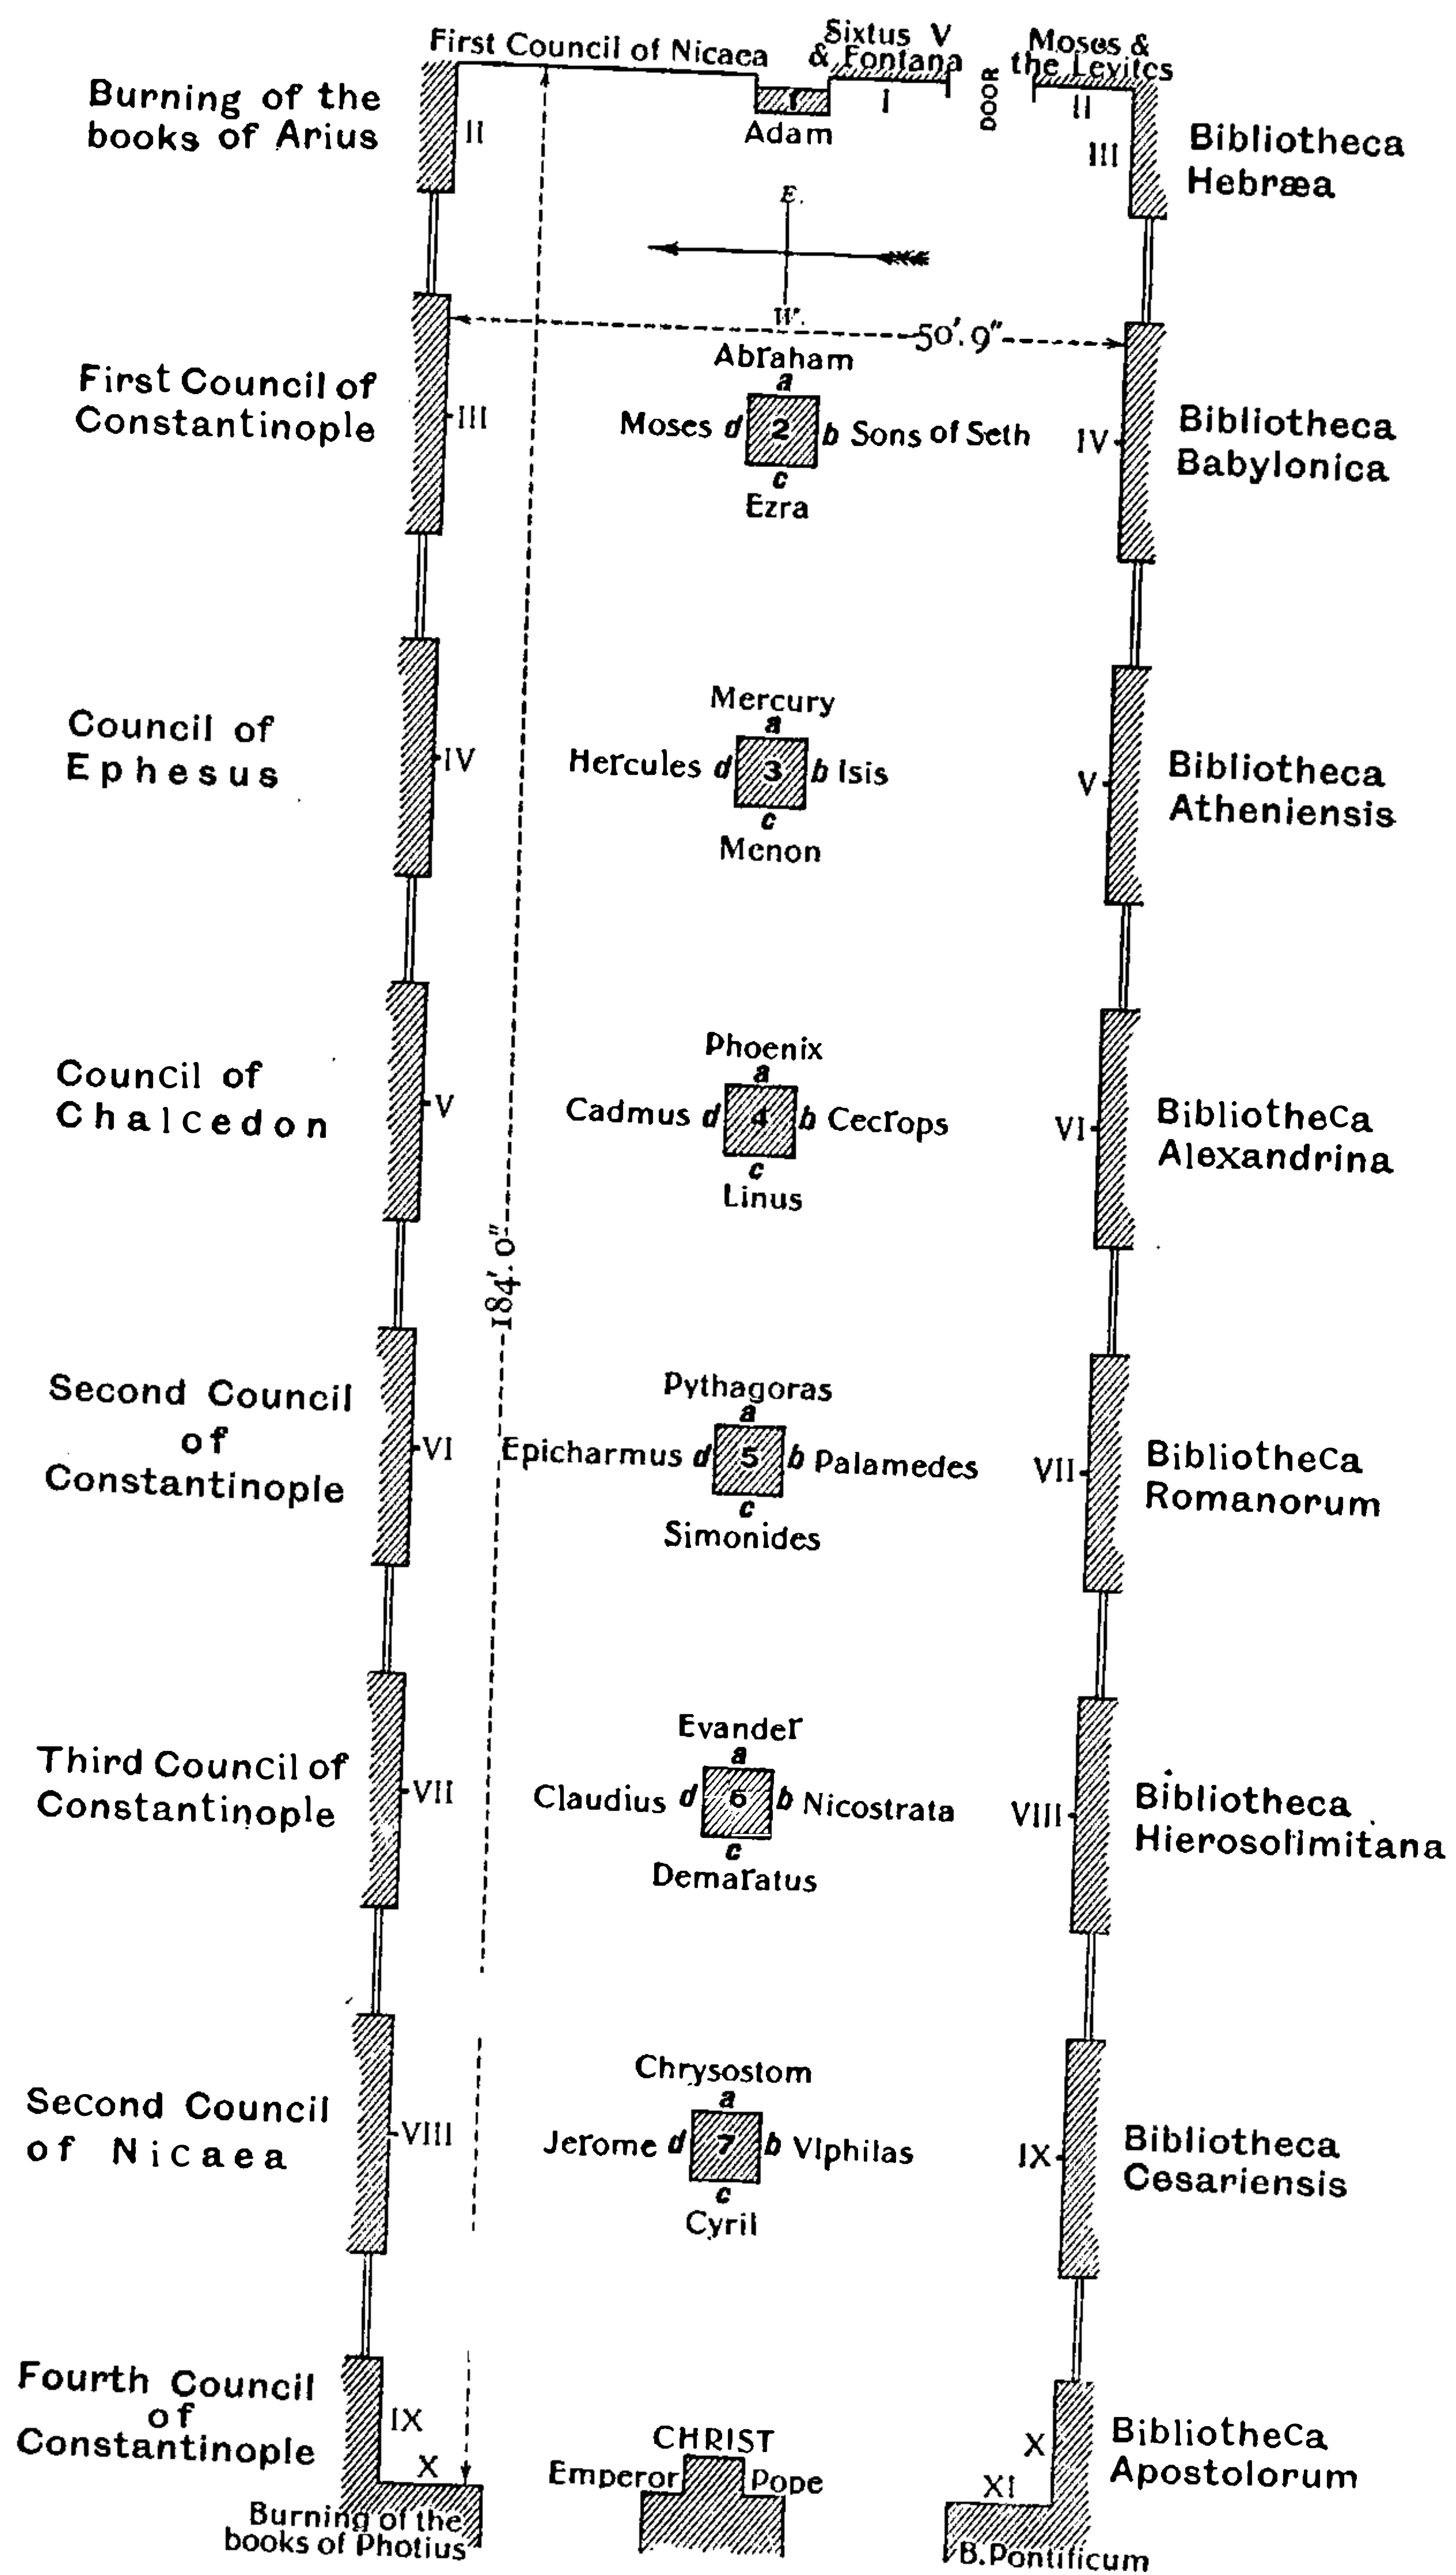 First Council of Nicaea
Sixtus V
& Fontana
Moses &
the Levites
Burning of the
books of Arius
II
I
Adam
I
DOOR
II
III
Bibliotheca
Hebræa
E.
W.
50'. 9"
First Council of
Constantinople
III
Abraham
a
Moses d 2 b Sons of Seth
c
Ezra
IV
Bibliotheca
Babylonica
Council of
Ephesus
IV
Mercury
a
Hercules d 3 b Isis
c
Menon
V
Bibliotheca
Atheniensis
Council of
Chalcedon
V
Phoenix
a
Cadmus d 4 b Cecrops
c
Linus
VI
BibliotheCa
Alexandrina
184'. 0"
Second Council
of
Constantinople
VI
Pythagoras
a
Epicharmus d 5 b Palamedes
c
Simonides
VII
BibliotheCa
Romanorum
Third Council of
Constantinople
VII
Evander
a
Claudius d 6 b Nicostrata
c
Demaratus
VIII
Bibliotheca
Hierosolimitana
Second Council
of Nicaea
VIII
Chrysostom
a
Jerome d 7 b Vlphilas
c
Cyril
IX
Bibliotheca
Cesariensis
Fourth Council
of
Constantinople
IX
X
Burning of the
books of Photius
CHRIST
Emperor Pope
X
XI
BibliotheCa
Apostolorum
B. Pontificum